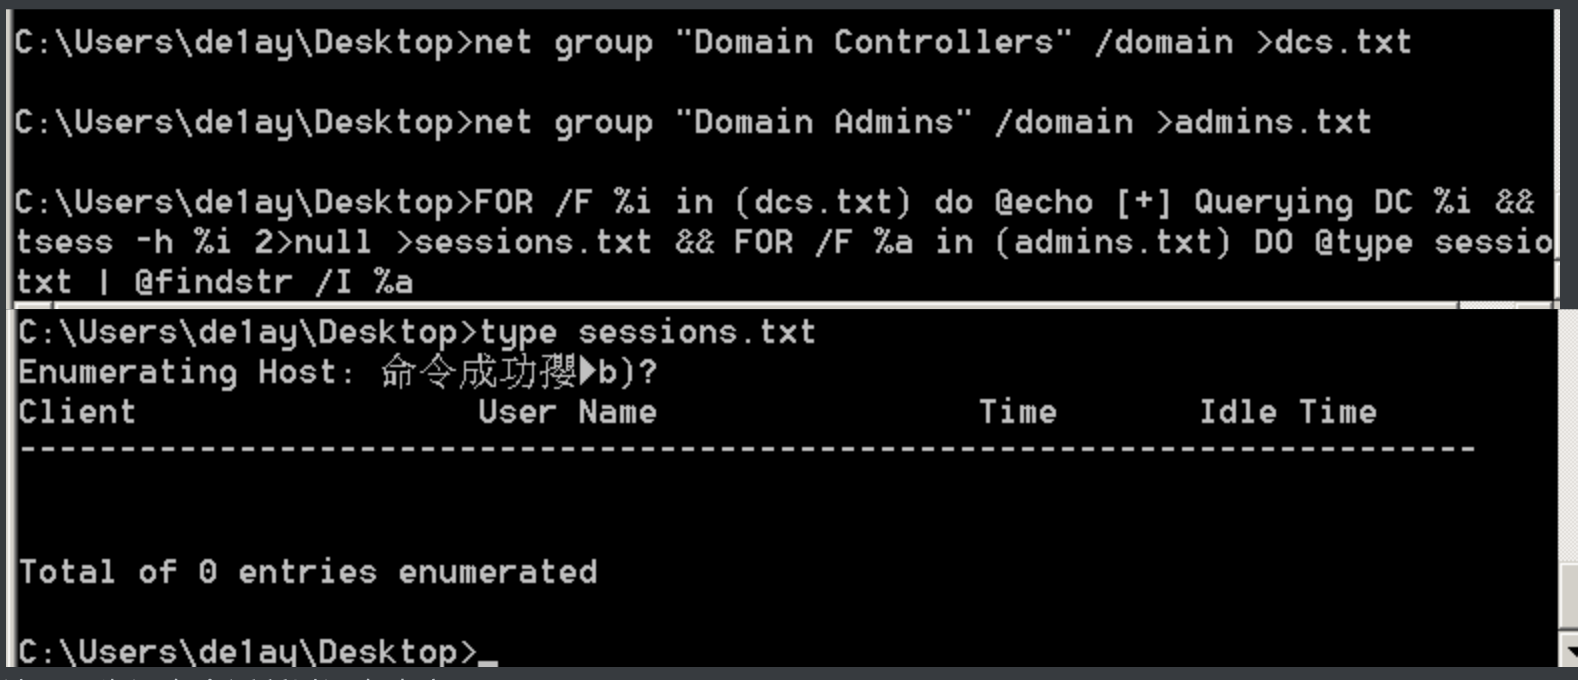 C:\Users\de1ay\Desktop>net group "Domain Controllers" /domain >dcs.txt
C:\Users\de1ay\Desktop>net group "Domain Admins" /domain >admins.txt
C:\Users\de1ay\Desktop>FOR /F %i in (dcs.txt) do @echo [+] Querying DC %i &&
tsess -h %i 2>null >sessions.txt && FOR /F %a in (admins.txt) DO @type sessio
txt | @findstr /I %a
C:\Users\de1ay\Desktop>type sessions.txt
Enumerating Host: 命令成功孾▶b)?
Client User Name Time Idle Time
-------------------------------------------------------------------------
Total of 0 entries enumerated
C:\Users\de1ay\Desktop>_